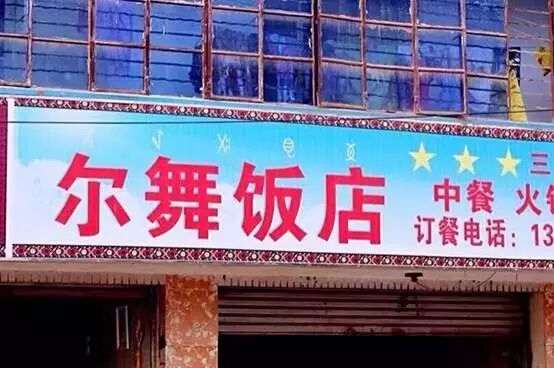 尔舞饭店
三
中餐 火
订餐电话：13